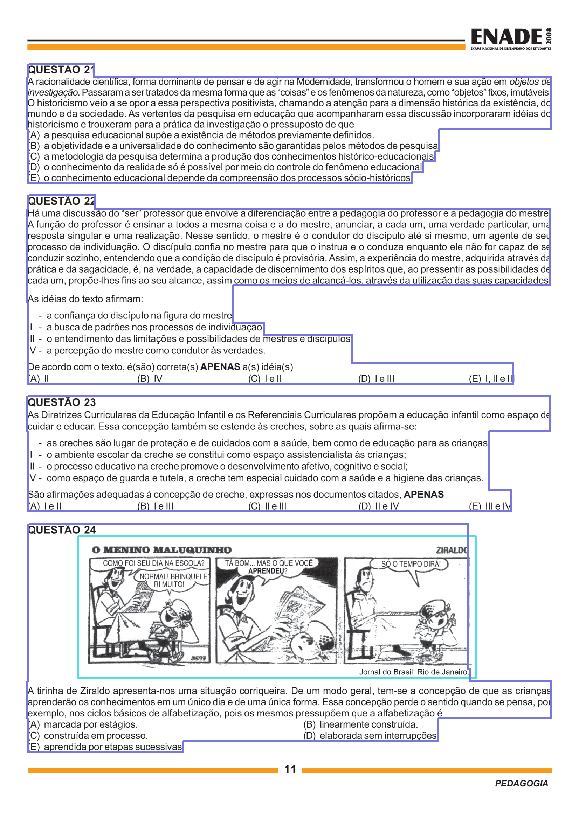 ENADE 2008
EXAME NACIONAL DE DESEMPENHO DOS ESTUDANTES
QUESTÃO 21
A racionalidade científica, forma dominante de pensar e de agir na Modernidade, transformou o homem e sua ação em objetos de
investigação. Passaram a ser tratados da mesma forma que as “coisas” e os fenômenos da natureza, como “objetos” fixos, imutáveis.
O historicismo veio a se opor a essa perspectiva positivista, chamando a atenção para a dimensão histórica da existência, do
mundo e da sociedade. As vertentes da pesquisa em educação que acompanharam essa discussão incorporaram idéias do
historicismo e trouxeram para a prática da investigação o pressuposto de que
(A) a pesquisa educacional supõe a existência de métodos previamente definidos.
(B) a objetividade e a universalidade do conhecimento são garantidas pelos métodos de pesquisa.
(C) a metodologia da pesquisa determina a produção dos conhecimentos histórico-educacionais.
(D) o conhecimento da realidade só é possível por meio do controle do fenômeno educacional.
(E) o conhecimento educacional depende da compreensão dos processos sócio-históricos.
QUESTÃO 22
Há uma discussão do “ser” professor que envolve a diferenciação entre a pedagogia do professor e a pedagogia do mestre.
A função do professor é ensinar a todos a mesma coisa e a do mestre, anunciar, a cada um, uma verdade particular, uma
resposta singular e uma realização. Nesse sentido, o mestre é o condutor do discípulo até si mesmo, um agente de seu
processo de individuação. O discípulo confia no mestre para que o instrua e o conduza enquanto ele não for capaz de se
conduzir sozinho, entendendo que a condição de discípulo é provisória. Assim, a experiência do mestre, adquirida através da
prática e da sagacidade, é, na verdade, a capacidade de discernimento dos espíritos que, ao pressentir as possibilidades de
cada um, propõe-lhes fins ao seu alcance, assim como os meios de alcançá-los, através da utilização das suas capacidades.
As idéias do texto afirmam:
I - a confiança do discípulo na figura do mestre;
II - a busca de padrões nos processos de individuação;
III - o entendimento das limitações e possibilidades de mestres e discípulos;
IV - a percepção do mestre como condutor às verdades.
De acordo com o texto, é(são) correta(s) APENAS a(s) idéia(s)
(A) II (B) IV (C) I e II (D) I e III (E) I, II e III
QUESTÃO 23
As Diretrizes Curriculares da Educação Infantil e os Referenciais Curriculares propõem a educação infantil como espaço de
cuidar e educar. Essa concepção também se estende às creches, sobre as quais afirma-se:
I - as creches são lugar de proteção e de cuidados com a saúde, bem como de educação para as crianças;
II - o ambiente escolar da creche se constitui como espaço assistencialista às crianças;
III - o processo educativo na creche promove o desenvolvimento afetivo, cognitivo e social;
IV - como espaço de guarda e tutela, a creche tem especial cuidado com a saúde e a higiene das crianças.
São afirmações adequadas à concepção de creche, expressas nos documentos citados, APENAS
(A) I e II (B) I e III (C) II e III (D) II e IV (E) III e IV
QUESTÃO 24
O MENINO MALUQUINHO ZIRALDO
COMO FOI SEU DIA NA ESCOLA?
NORMAL! BRINQUEI E
RI MUITO!
TÁ BOM... MAS O QUE VOCÊ
APRENDEU?
SÓ O TEMPO DIRÁ!
Jornal do Brasil. Rio de Janeiro.
A tirinha de Ziraldo apresenta-nos uma situação corriqueira. De um modo geral, tem-se a concepção de que as crianças
aprenderão os conhecimentos em um único dia e de uma única forma. Essa concepção perde o sentido quando se pensa, por
exemplo, nos ciclos básicos de alfabetização, pois os mesmos pressupõem que a alfabetização é
(A) marcada por estágios. (B) linearmente construída.
(C) construída em processo. (D) elaborada sem interrupções.
(E) aprendida por etapas sucessivas.
11
PEDAGOGIA